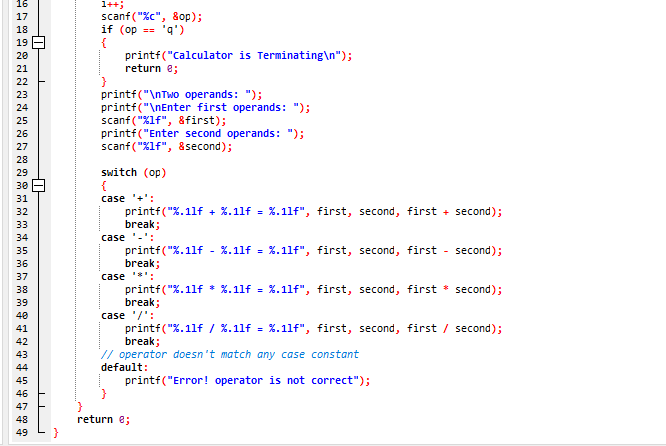 16 i++;
17 scanf("%c", &op);
18 if (op == 'q')
19 {
20 printf("Calculator is Terminating\n");
21 return 0;
22 }
23 printf("\nTwo operands: ");
24 printf("\nEnter first operands: ");
25 scanf("%lf", &first);
26 printf("Enter second operands: ");
27 scanf("%lf", &second);
28
29 switch (op)
30 {
31 case '+':
32 printf("%.1lf + %.1lf = %.1lf", first, second, first + second);
33 break;
34 case '-':
35 printf("%.1lf - %.1lf = %.1lf", first, second, first - second);
36 break;
37 case '*':
38 printf("%.1lf * %.1lf = %.1lf", first, second, first * second);
39 break;
40 case '/':
41 printf("%.1lf / %.1lf = %.1lf", first, second, first / second);
42 break;
43 // operator doesn't match any case constant
44 default:
45 printf("Error! operator is not correct");
46 }
47 }
48 return 0;
49 }